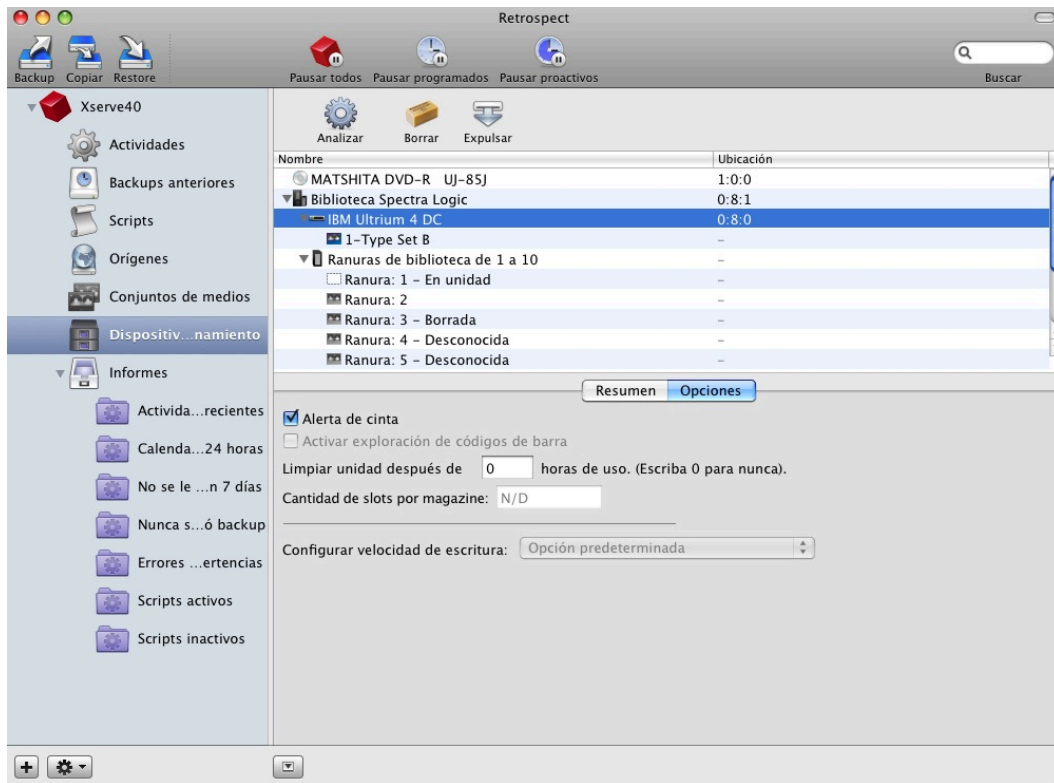 Retrospect
Backup Copiar Restore
Pausar todos Pausar programados Pausar proactivos
Buscar
Xserve40
Actividades
Backups anteriores
Scripts
Orígenes
Conjuntos de medios
Dispositiv...namiento
Informes
Activida...recientes
Calenda...24 horas
No se le ...n 7 días
Nunca s...ó backup
Errores ...ertencias
Scripts activos
Scripts inactivos
Analizar Borrar Expulsar
Nombre Ubicación
MATSHITA DVD-R UJ-85J 1:0:0
Biblioteca Spectra Logic 0:8:1
IBM Ultrium 4 DC 0:8:0
1-Type Set B –
Ranuras de biblioteca de 1 a 10 –
Ranura: 1 – En unidad –
Ranura: 2 –
Ranura: 3 – Borrada –
Ranura: 4 – Desconocida –
Ranura: 5 – Desconocida –
Resumen Opciones
Alerta de cinta
Activar exploración de códigos de barra
Limpiar unidad después de 0 horas de uso. (Escriba 0 para nunca).
Cantidad de slots por magazine: N/D
Configurar velocidad de escritura: Opción predeterminada